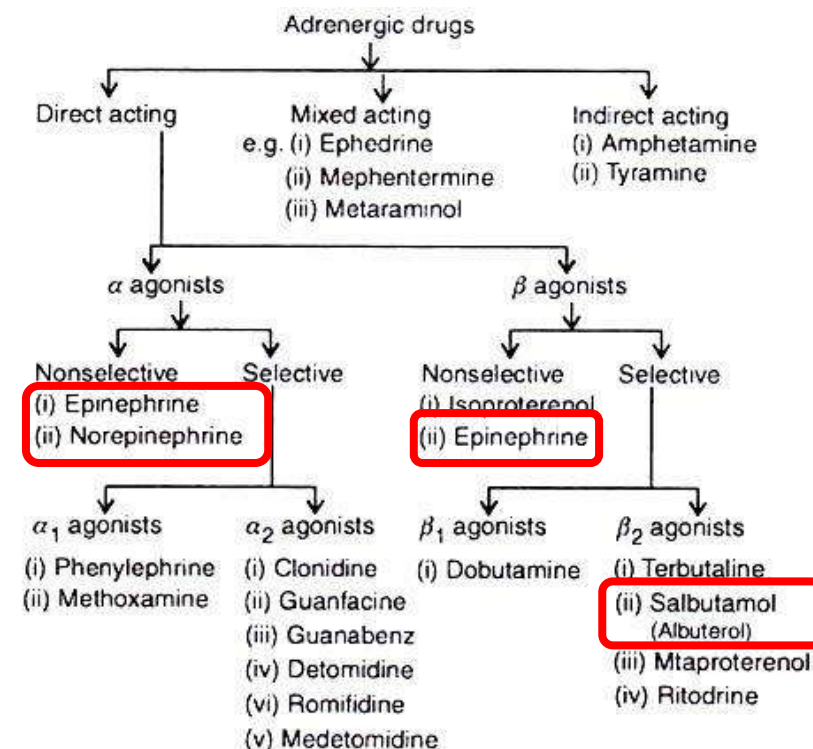 Adrenergic drugs
Direct acting
Mixed acting
e.g. (i) Ephedrine
(ii) Mephentermine
(iii) Metaraminol
Indirect acting
(i) Amphetamine
(ii) Tyramine
α agonists
β agonists
Nonselective
(i) Epinephrine
(ii) Norepinephrine
Selective
Nonselective
(i) Isoproterenol
(ii) Epinephrine
Selective
α1 agonists
(i) Phenylephrine
(ii) Methoxamine
α2 agonists
(i) Clonidine
(ii) Guanfacine
(iii) Guanabenz
(iv) Detomidine
(vi) Romifidine
(v) Medetomidine
β1 agonists
(i) Dobutamine
β2 agonists
(i) Terbutaline
(ii) Salbutamol
(Albuterol)
(iii) Mtaproterenol
(iv) Ritodrine